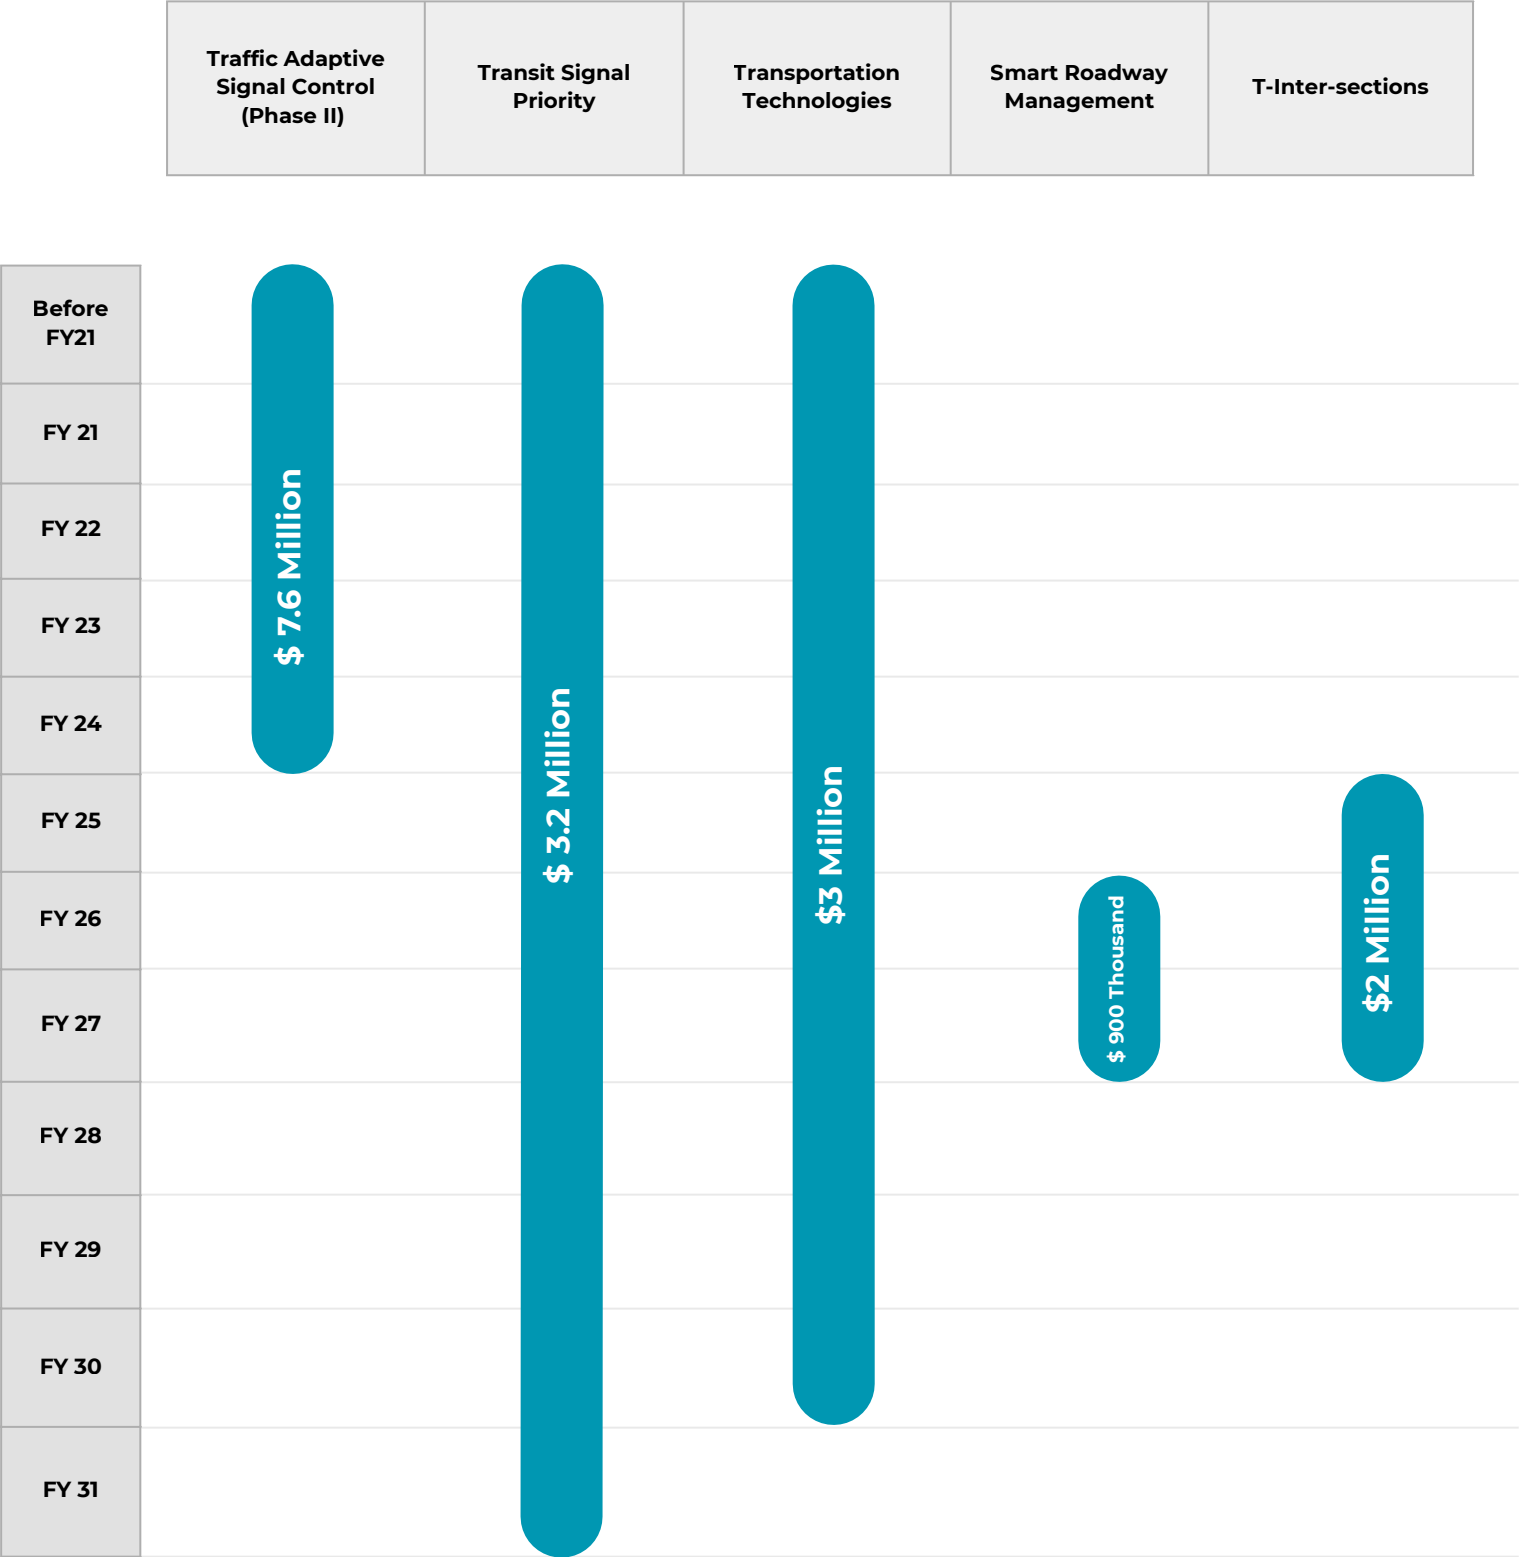 Traffic Adaptive
Signal Control
(Phase II)
Transit Signal
Priority
Transportation
Technologies
Smart Roadway
Management
T-Inter-sections
Before
FY21
FY 21
FY 22
FY 23
FY 24
FY 25
FY 26
FY 27
FY 28
FY 29
FY 30
FY 31
$ 7.6 Million
$ 3.2 Million
$3 Million
$ 900 Thousand
$2 Million